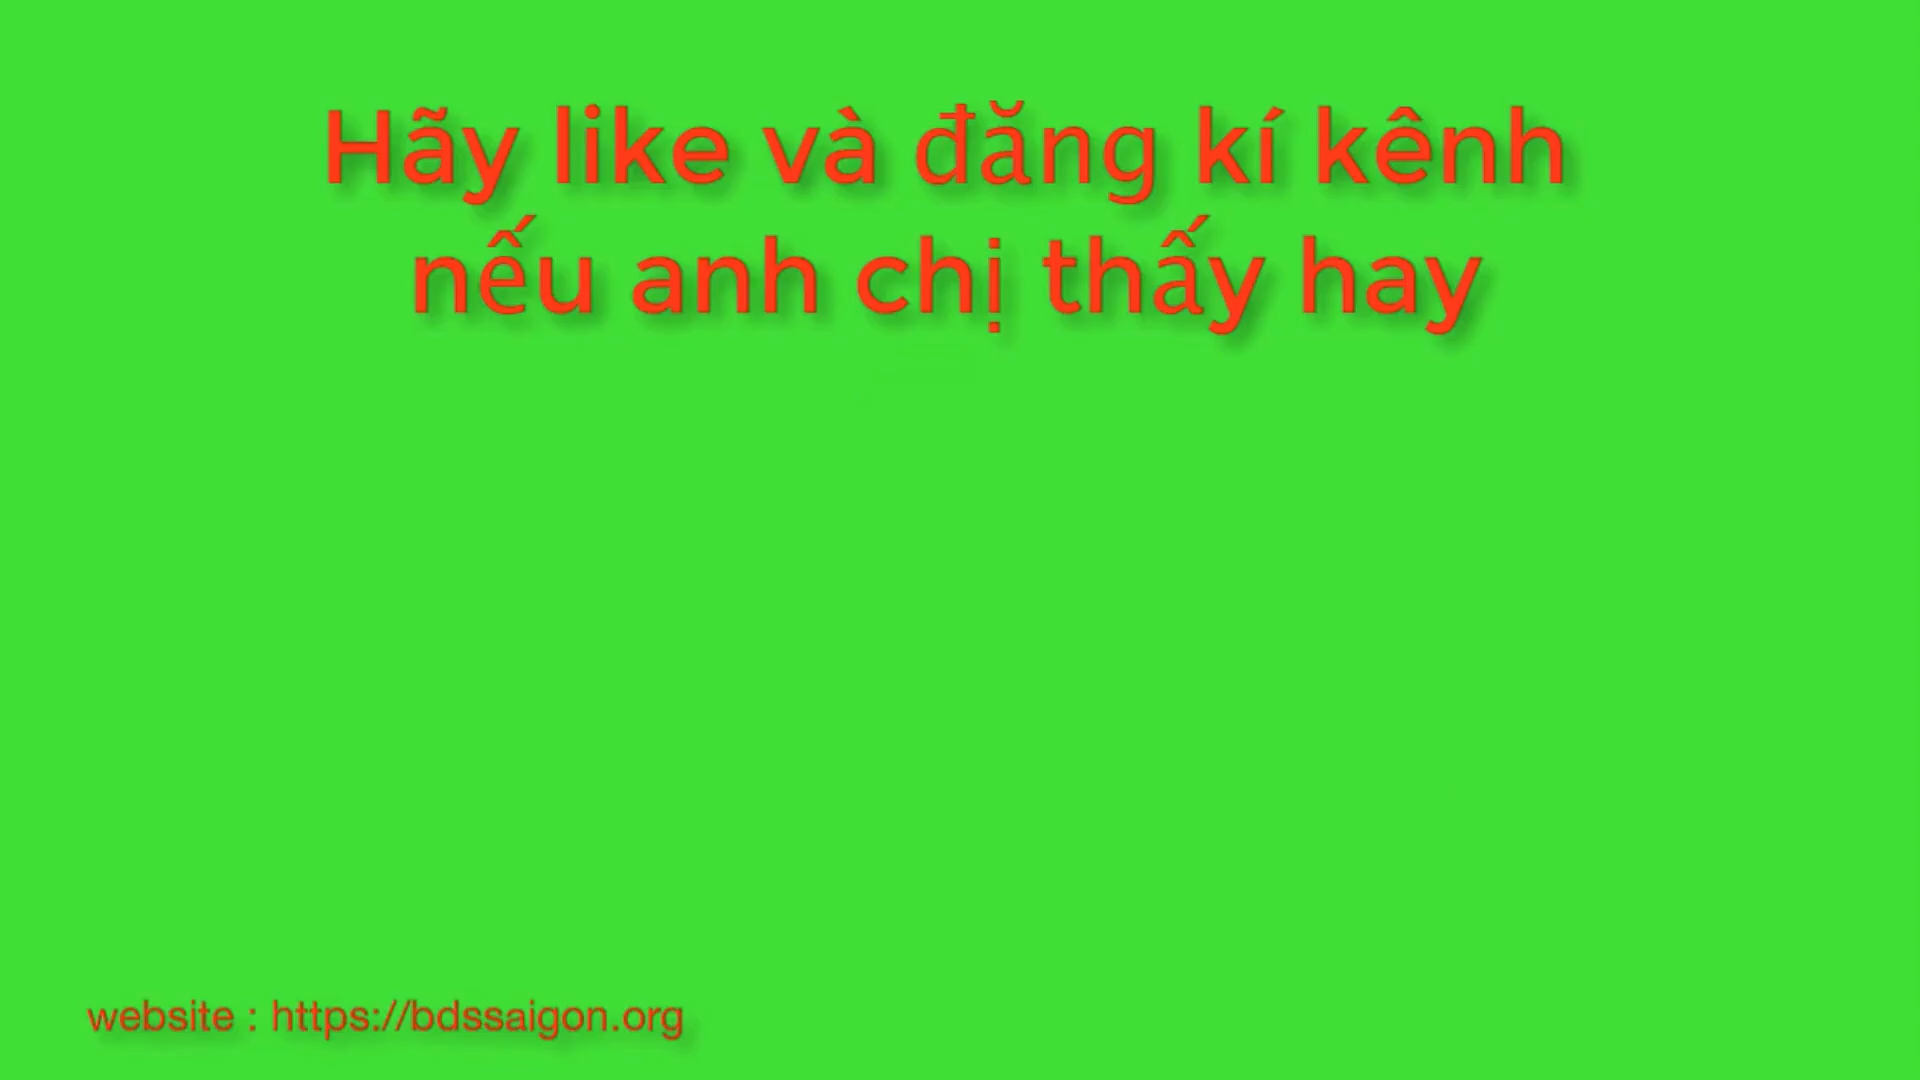 Hãy like và đăng kí kênh
nếu anh chị thấy hay
website : https://bdssaigon.org